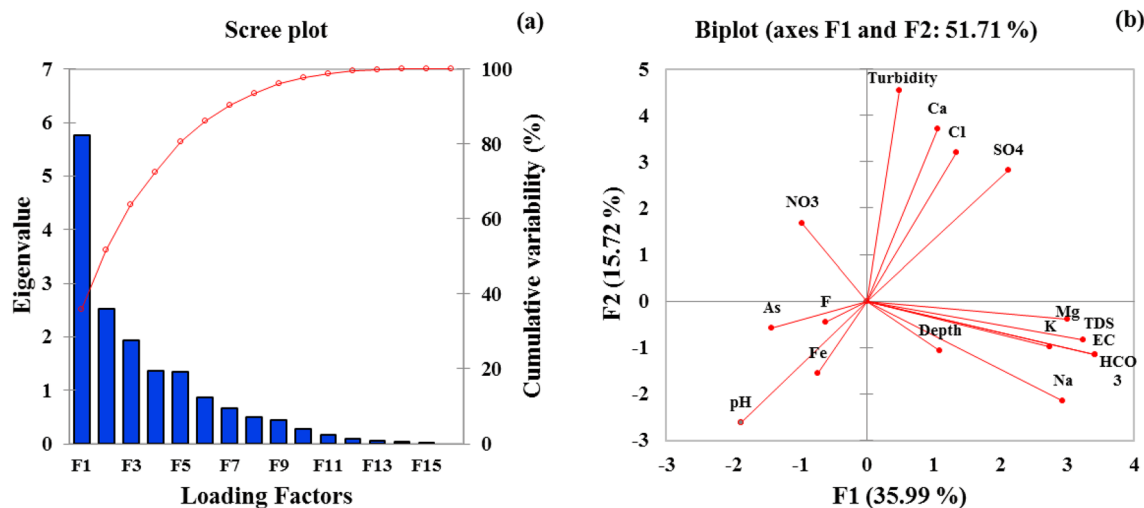 (a)
Scree plot
7
6
5
4
3
2
1
0
Eigenvalue
100
80
60
40
20
0
Cumulative variability (%)
F1 F3 F5 F7 F9 F11 F13 F15
Loading Factors
(b)
Biplot (axes F1 and F2: 51.71 %)
5
4
3
2
1
0
-1
-2
-3
F2 (15.72 %)
Turbidity
Ca
Cl
SO4
NO3
As
F
Fe
pH
Depth
Mg
K
TDS
EC
HCO
3
Na
-3 -2 -1 0 1 2 3 4
F1 (35.99 %)